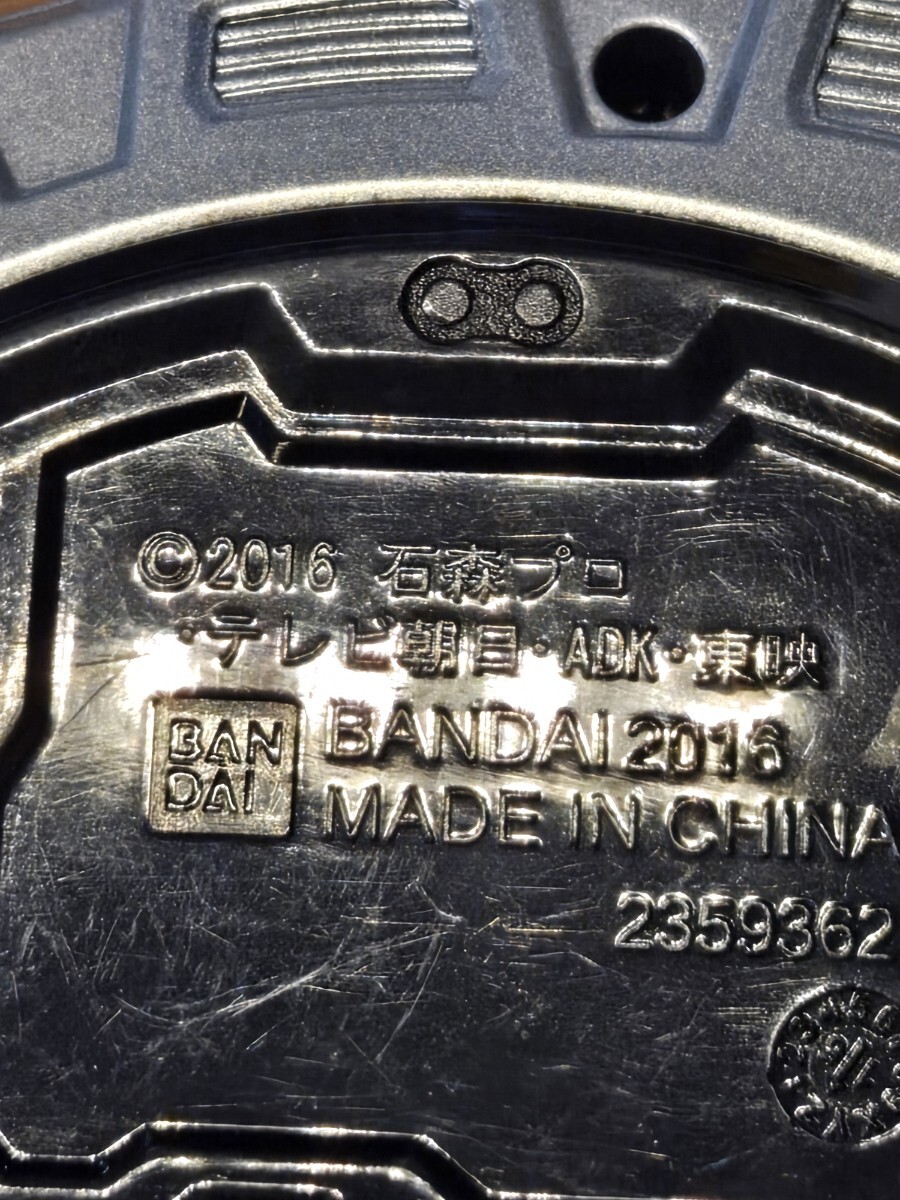 ©2016 石森プロ
・テレビ朝日・ADK・東映
BAN
DAI
BANDAI 2016
MADE IN CHINA
2359362